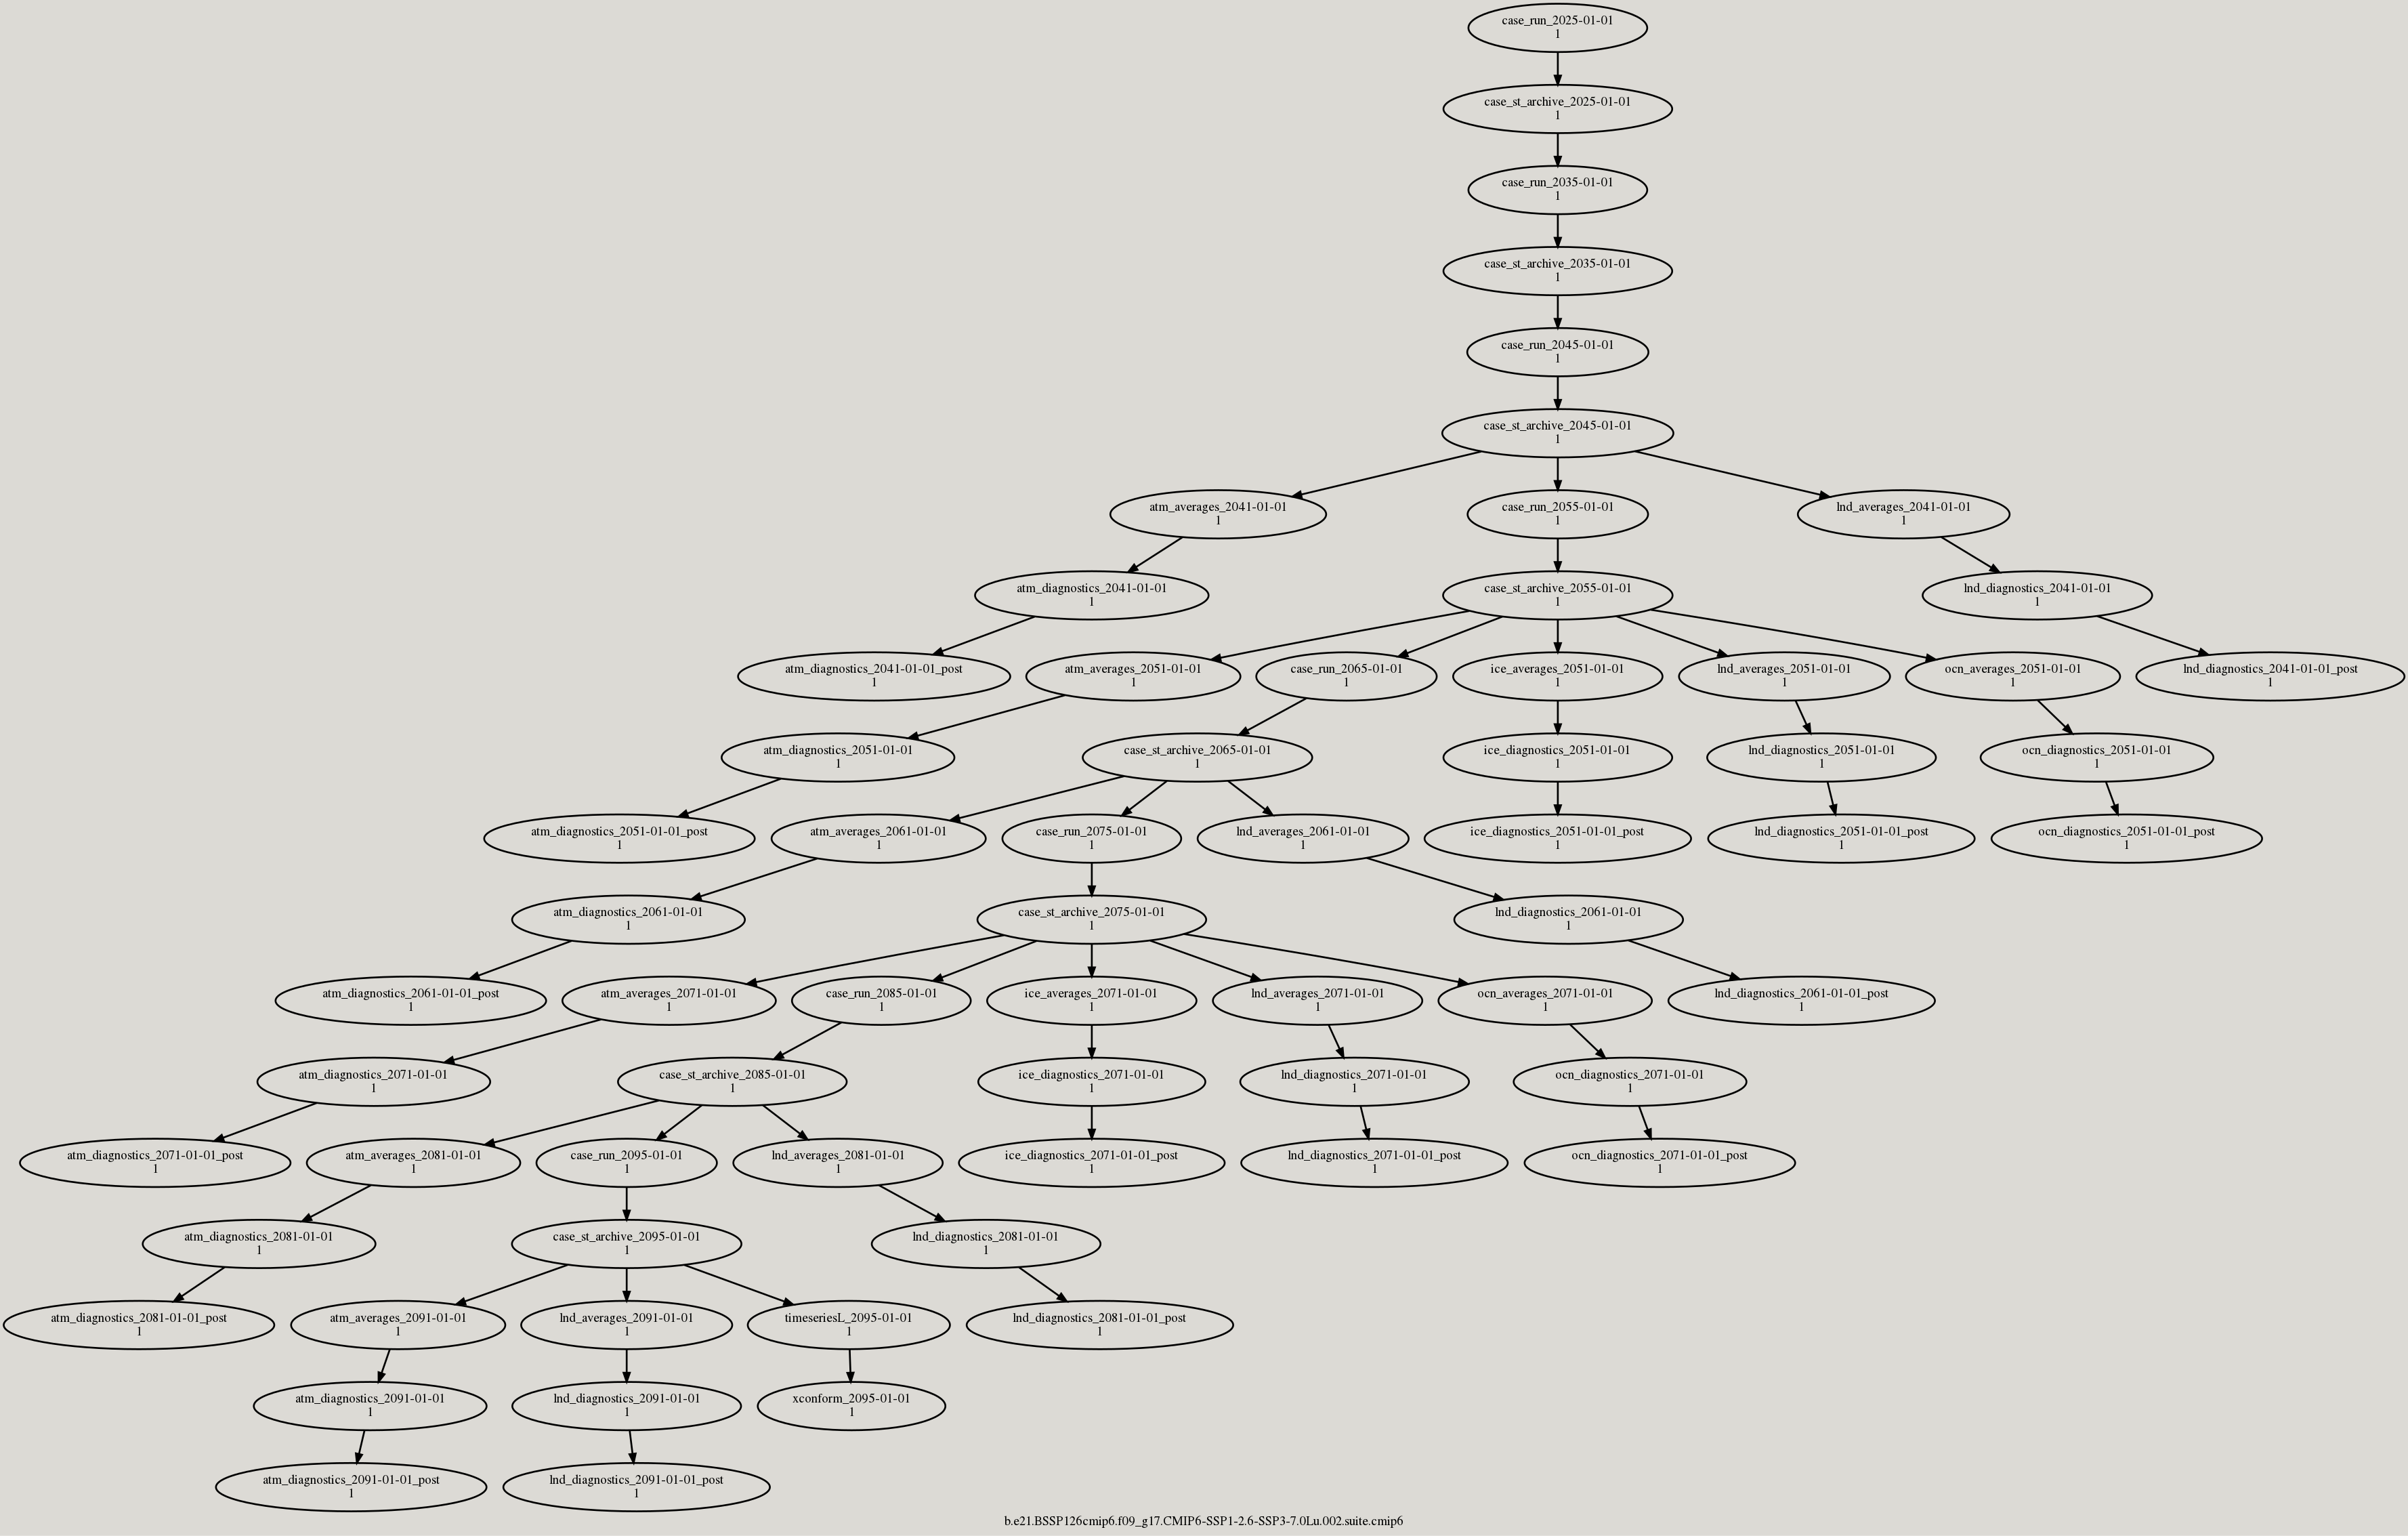 case_run_2025-01-01
1
case_st_archive_2025-01-01
1
case_run_2035-01-01
1
case_st_archive_2035-01-01
1
case_run_2045-01-01
1
case_st_archive_2045-01-01
1
atm_averages_2041-01-01
1
case_run_2055-01-01
1
lnd_averages_2041-01-01
1
atm_diagnostics_2041-01-01
1
case_st_archive_2055-01-01
1
lnd_diagnostics_2041-01-01
1
atm_diagnostics_2041-01-01_post
1
atm_averages_2051-01-01
1
case_run_2065-01-01
1
ice_averages_2051-01-01
1
lnd_averages_2051-01-01
1
ocn_averages_2051-01-01
1
lnd_diagnostics_2041-01-01_post
1
atm_diagnostics_2051-01-01
1
case_st_archive_2065-01-01
1
ice_diagnostics_2051-01-01
1
lnd_diagnostics_2051-01-01
1
ocn_diagnostics_2051-01-01
1
atm_diagnostics_2051-01-01_post
1
atm_averages_2061-01-01
1
case_run_2075-01-01
1
lnd_averages_2061-01-01
1
ice_diagnostics_2051-01-01_post
1
lnd_diagnostics_2051-01-01_post
1
ocn_diagnostics_2051-01-01_post
1
atm_diagnostics_2061-01-01
1
case_st_archive_2075-01-01
1
lnd_diagnostics_2061-01-01
1
atm_diagnostics_2061-01-01_post
1
atm_averages_2071-01-01
1
case_run_2085-01-01
1
ice_averages_2071-01-01
1
lnd_averages_2071-01-01
1
ocn_averages_2071-01-01
1
lnd_diagnostics_2061-01-01_post
1
atm_diagnostics_2071-01-01
1
case_st_archive_2085-01-01
1
ice_diagnostics_2071-01-01
1
lnd_diagnostics_2071-01-01
1
ocn_diagnostics_2071-01-01
1
atm_diagnostics_2071-01-01_post
1
atm_averages_2081-01-01
1
case_run_2095-01-01
1
lnd_averages_2081-01-01
1
ice_diagnostics_2071-01-01_post
1
lnd_diagnostics_2071-01-01_post
1
ocn_diagnostics_2071-01-01_post
1
atm_diagnostics_2081-01-01
1
case_st_archive_2095-01-01
1
lnd_diagnostics_2081-01-01
1
atm_diagnostics_2081-01-01_post
1
atm_averages_2091-01-01
1
lnd_averages_2091-01-01
1
timeseriesL_2095-01-01
1
lnd_diagnostics_2081-01-01_post
1
atm_diagnostics_2091-01-01
1
lnd_diagnostics_2091-01-01
1
xconform_2095-01-01
1
atm_diagnostics_2091-01-01_post
1
lnd_diagnostics_2091-01-01_post
1
b.e21.BSSP126cmip6.f09_g17.CMIP6-SSP1-2.6-SSP3-7.0Lu.002.suite.cmip6